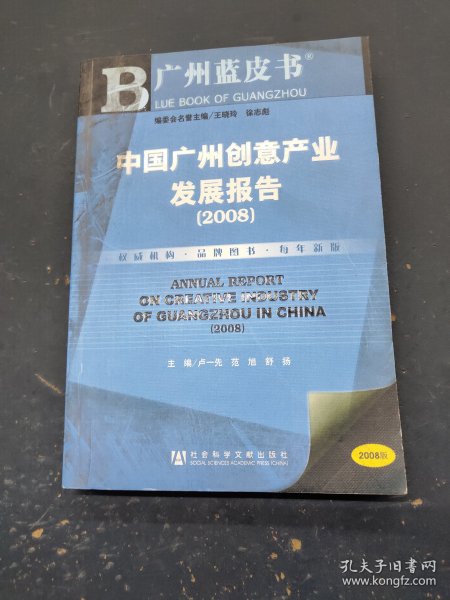 B 广州蓝皮书®
LUE BOOK OF GUANGZHOU
编委会名誉主编/王晓玲 徐志彪
中国广州创意产业
发展报告
(2008)
权威机构·品牌图书·每年新版
ANNUAL REPORT
ON CREATIVE INDUSTRY
OF GUANGZHOU IN CHINA
(2008)
主编/卢一先 范旭 舒扬
社会科学文献出版社
SOCIAL SCIENCES ACADEMIC PRESS (CHINA)
2008版
孔夫子旧书网
www.kongfz.com